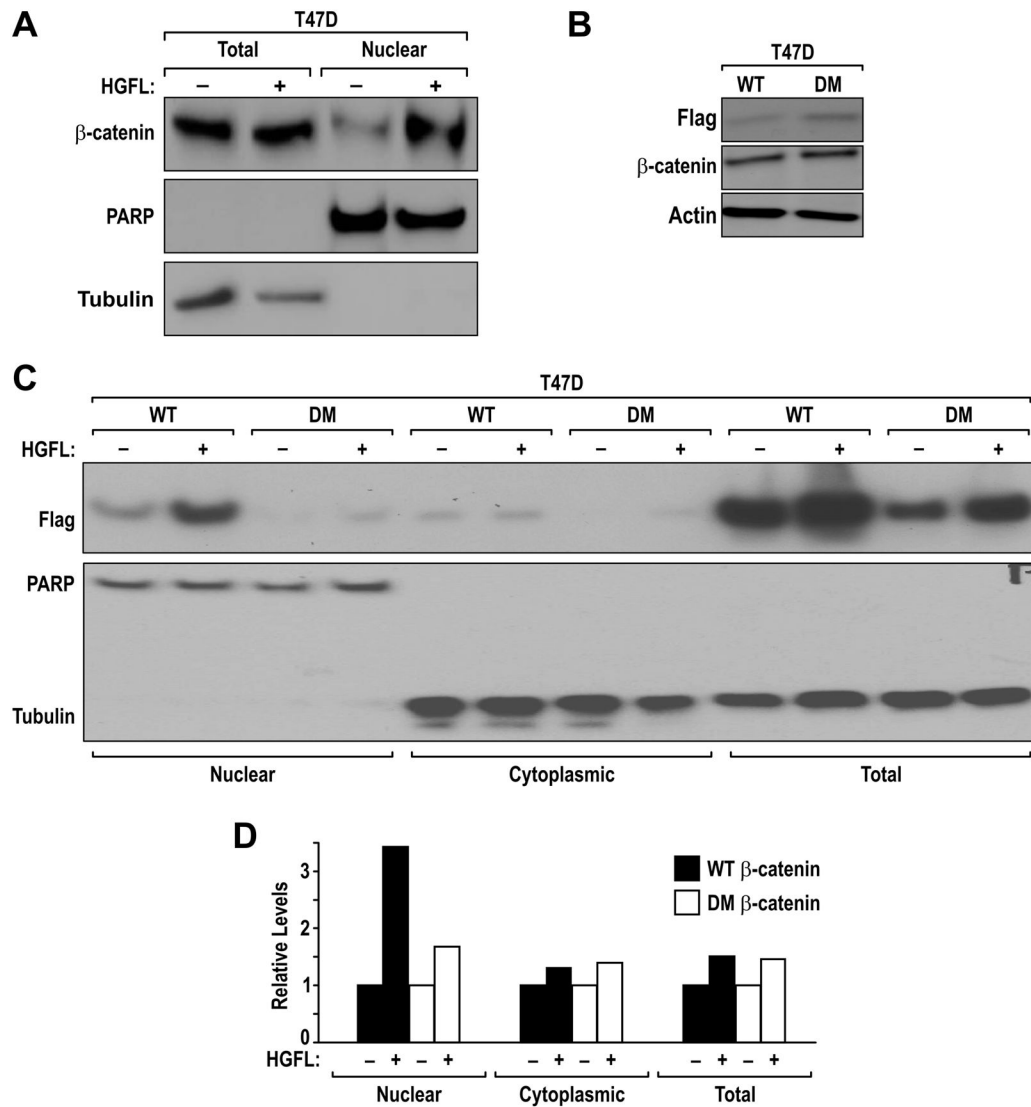 A
T47D
Total Nuclear
HGFL: – + – +
β-catenin
PARP
Tubulin
B
T47D
WT DM
Flag
β-catenin
Actin
C
T47D
WT DM WT DM WT DM
HGFL: – + – + – + – + – + – +
Flag
PARP
Tubulin
Nuclear Cytoplasmic Total
D
Relative Levels
3
2
1
0
WT β-catenin
DM β-catenin
HGFL: – + – + – + – + – + – +
Nuclear Cytoplasmic Total